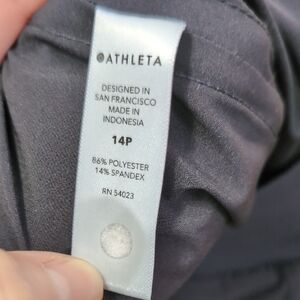 ATHLETA
DESIGNED IN
SAN FRANCISCO
MADE IN
INDONESIA
14P
86% POLYESTER
14% SPANDEX
RN 54023